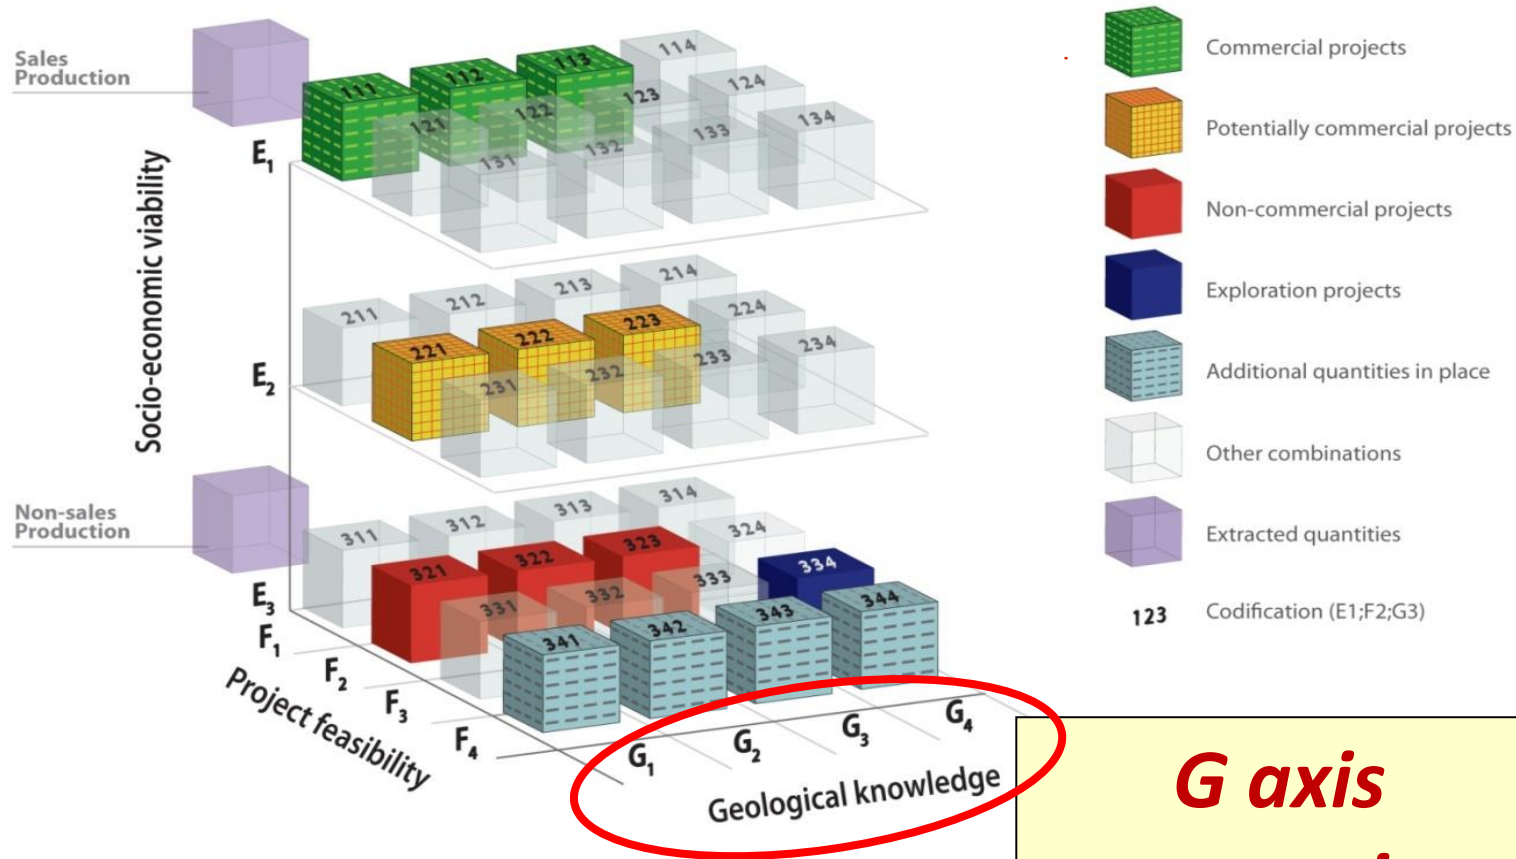 Sales
Production
Socio-economic viability
E1
111
112
113
114
121
122
123
124
131
132
133
134
E2
211
212
213
214
221
222
223
224
231
232
233
234
Non-sales
Production
E3
311
312
313
314
321
322
323
324
331
332
333
334
341
342
343
344
F1
F2
F3
F4
Project feasibility
G1
G2
G3
G4
Geological knowledge
Commercial projects
Potentially commercial projects
Non-commercial projects
Exploration projects
Additional quantities in place
Other combinations
Extracted quantities
123 Codification (E1;F2;G3)
G axis